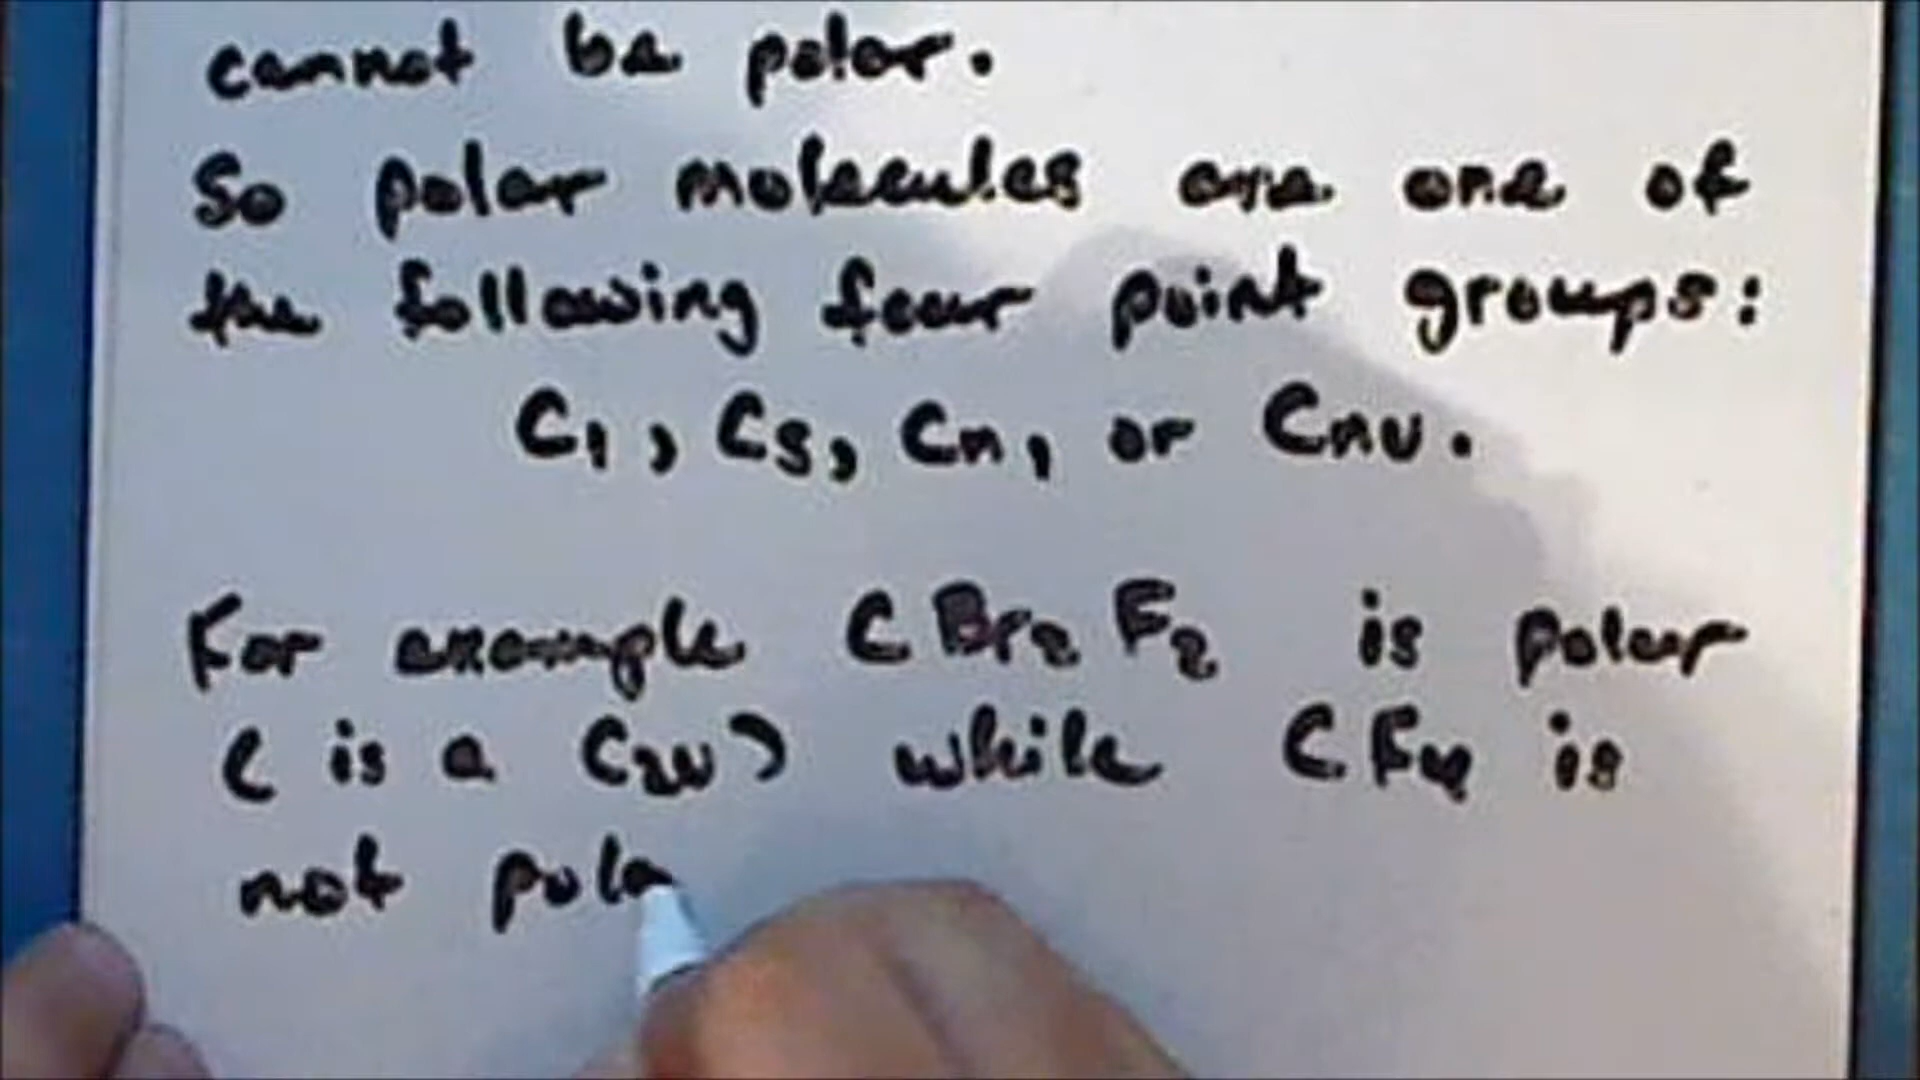 cannot be polar.
So polar molecules are one of
the following four point groups:
C1, Cs, Cn, or Cnv.
For example CBr2F2 is polar
( is a C2v) while CF4 is
not pola